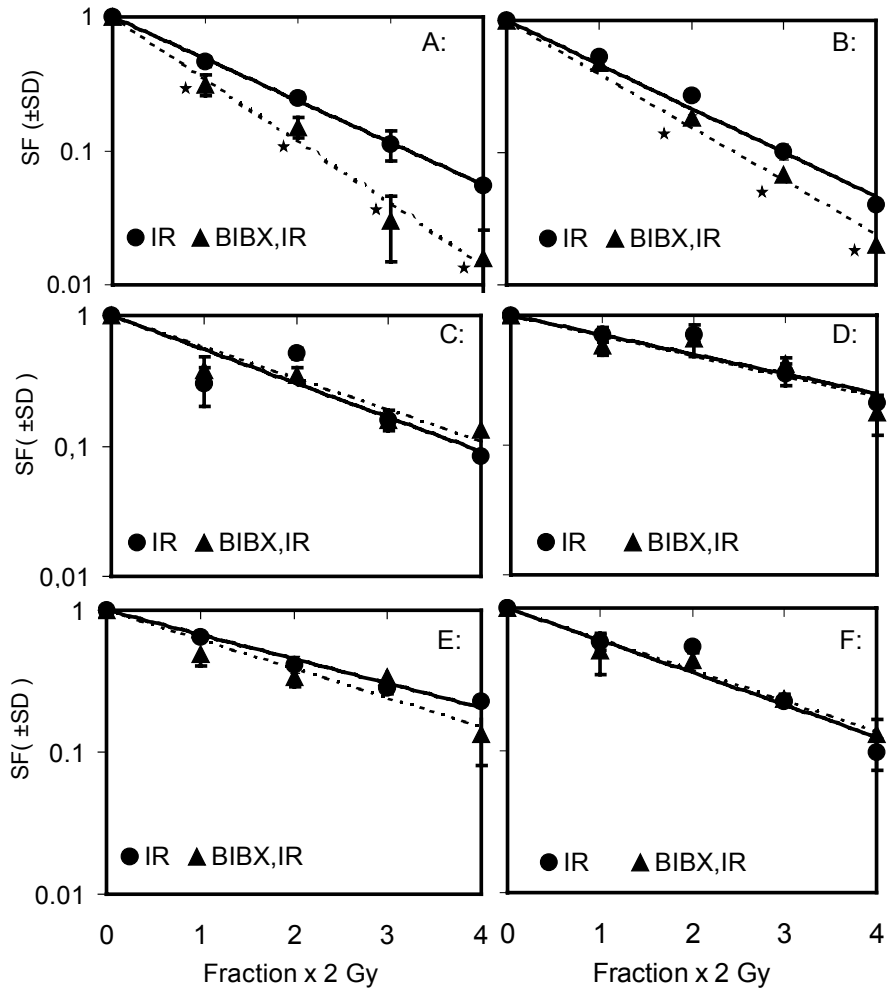 A:
B:
1
0.1
0.01
SF (±SD)
IR BIBX,IR
IR BIBX,IR
C:
D:
1
0,1
0,01
SF( ±SD )
IR BIBX,IR
IR BIBX,IR
E:
F:
1
0.1
0.01
SF( ±SD )
IR BIBX,IR
IR BIBX,IR
0 1 2 3 4
0 1 2 3 4
Fraction x 2 Gy
Fraction x 2 Gy